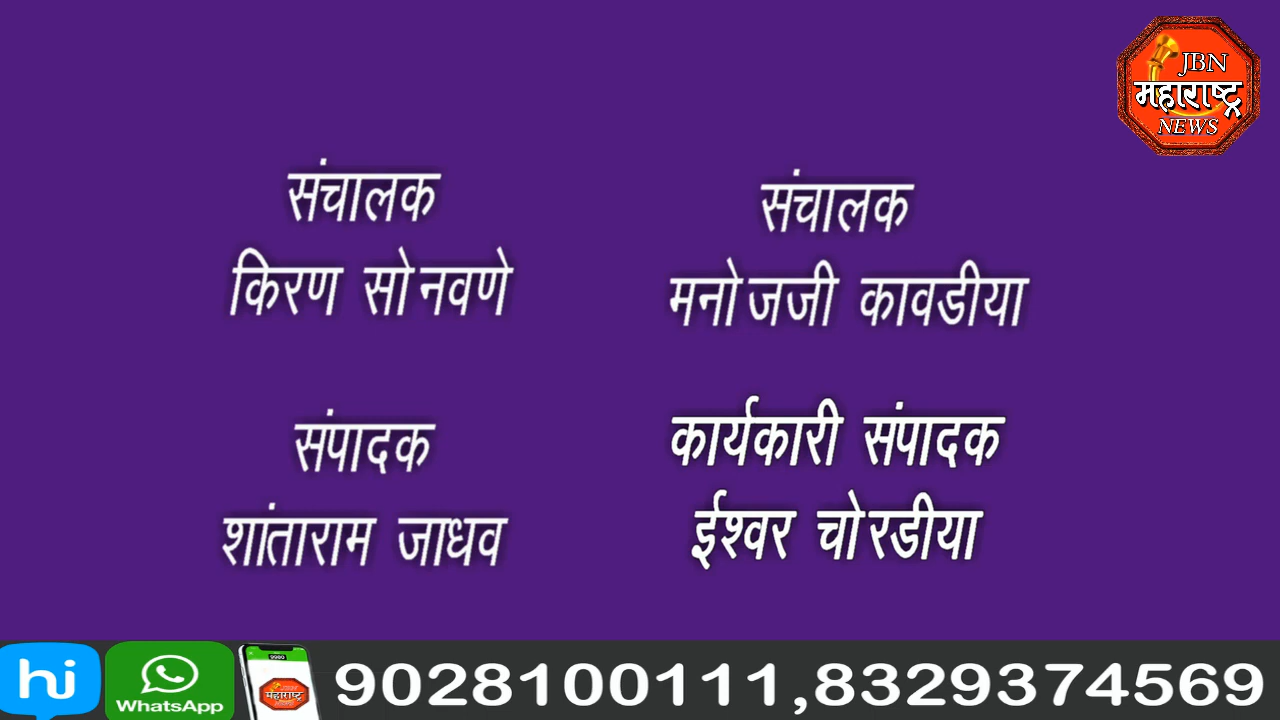 JBN
महाराष्ट्र
NEWS
संचालक
किरण सोनवणे
संचालक
मनोजजी कावडीया
संपादक
शांताराम जाधव
कार्यकारी संपादक
ईश्वर चोरडीया
hi
WhatsApp
महाराष्ट्र
9028100111,8329374569